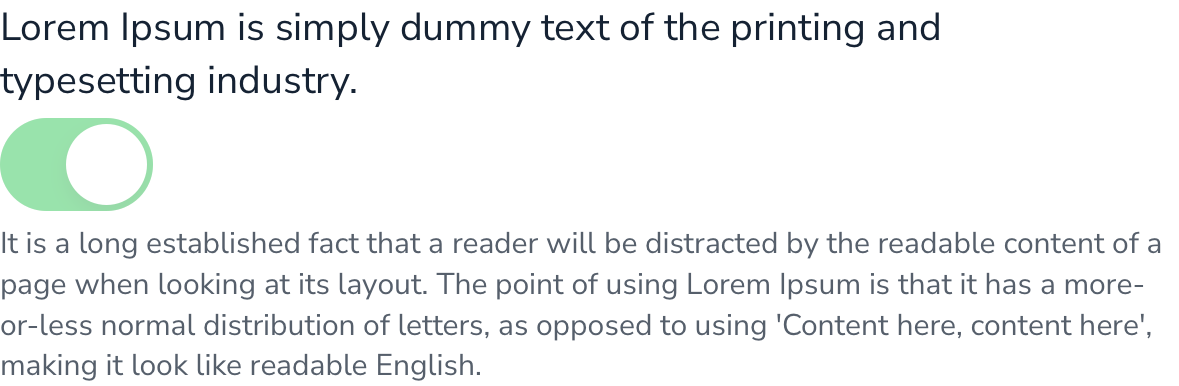 Lorem Ipsum is simply dummy text of the printing and
typesetting industry.
It is a long established fact that a reader will be distracted by the readable content of a
page when looking at its layout. The point of using Lorem Ipsum is that it has a more-
or-less normal distribution of letters, as opposed to using 'Content here, content here',
making it look like readable English.